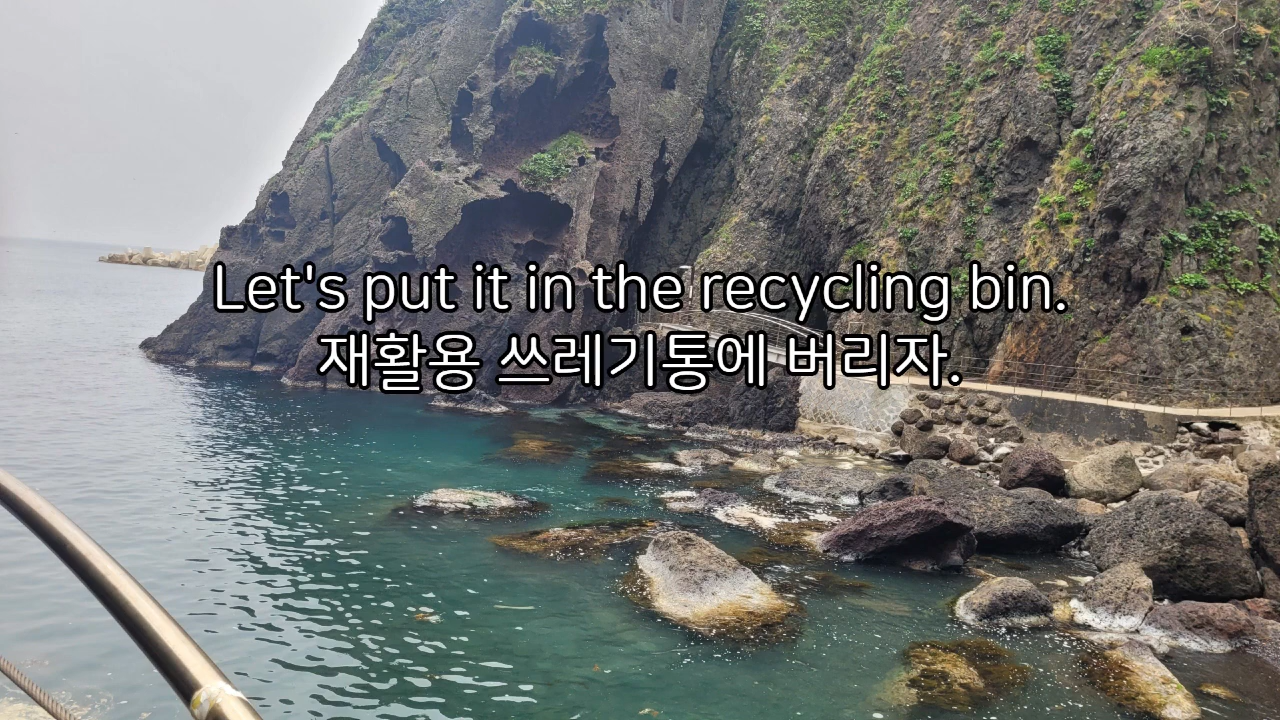 Let's put it in the recycling bin.
재활용 쓰레기통에 버리자.